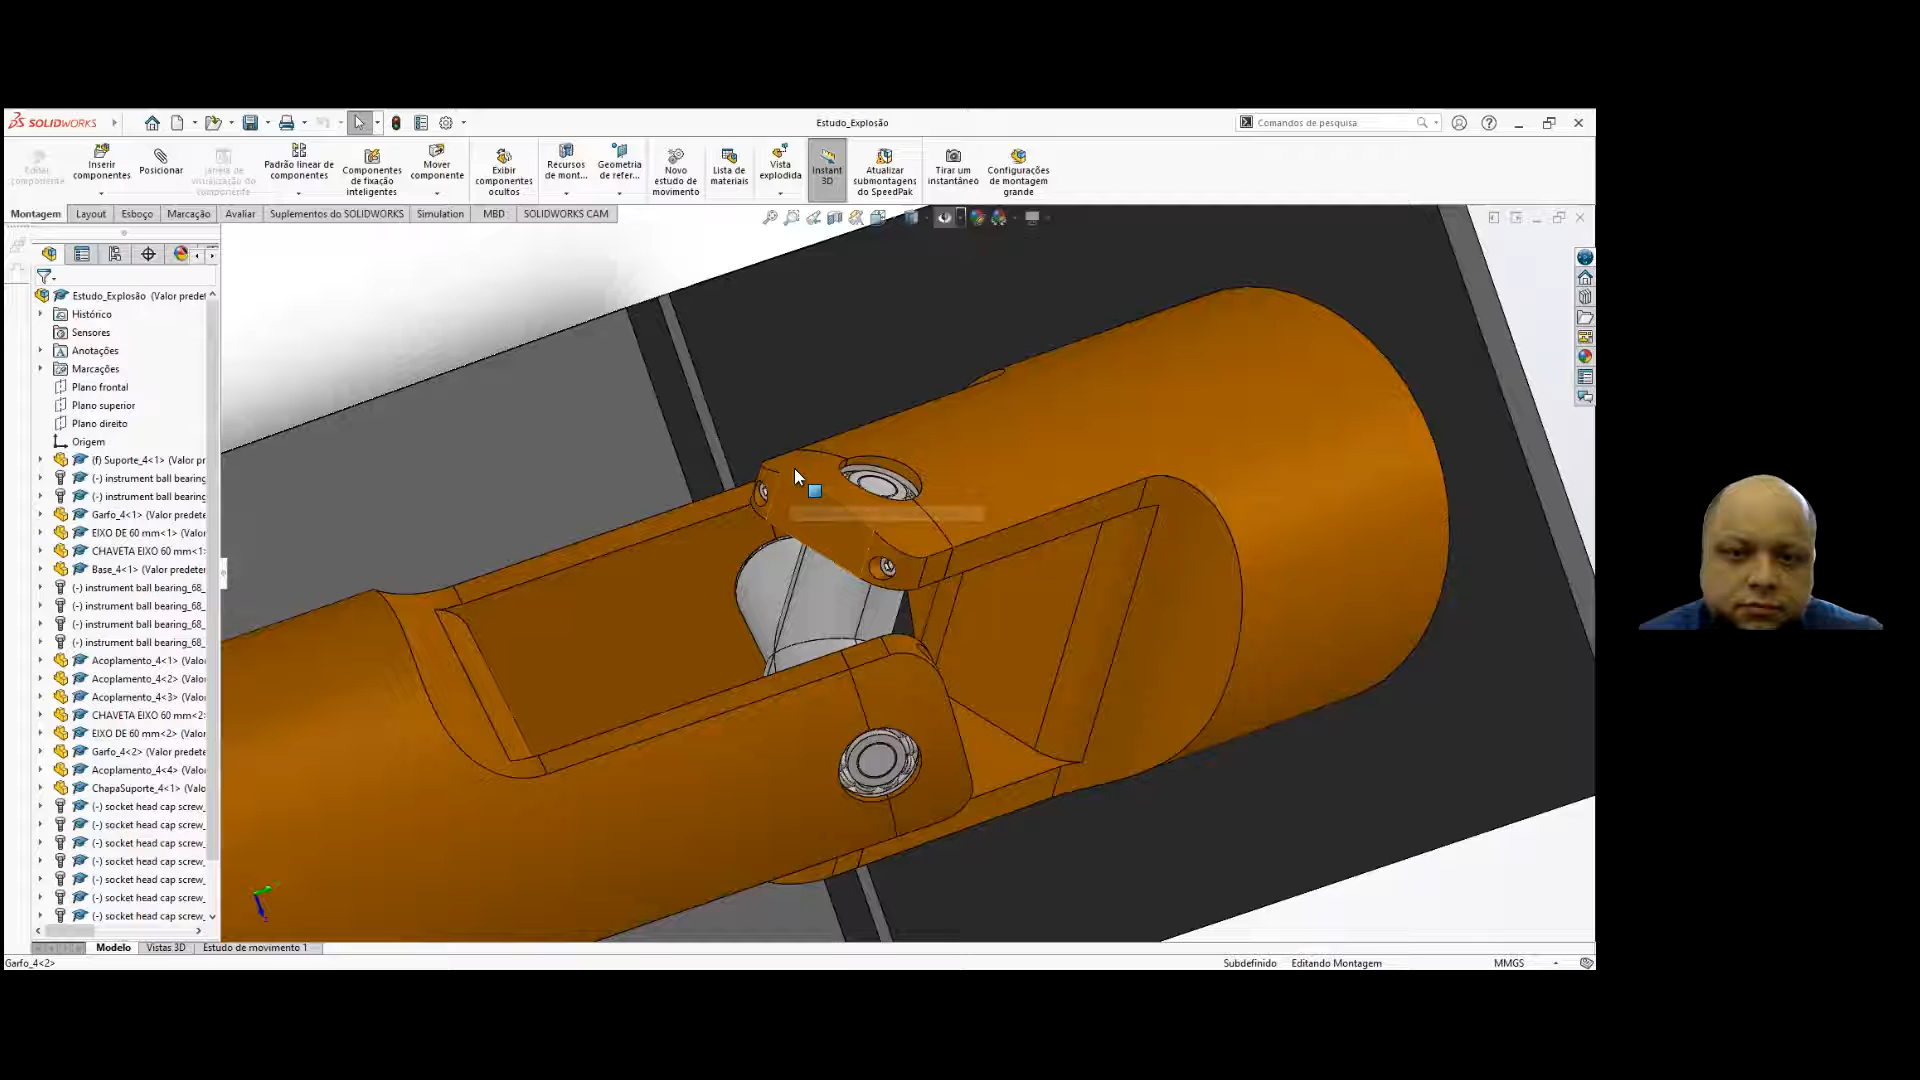 SOLIDWORKS
Estudo_Explosão
Comandos de pesquisa
Editar componente
Inserir componentes
Posicionar
Janela de visualização do componente
Padrão linear de componentes
Componentes de fixação inteligentes
Mover componente
Exibir componentes ocultos
Recursos de mont...
Geometria de refer...
Novo estudo de movimento
Lista de materiais
Vista explodida
Instant 3D
Atualizar submontagens do SpeedPak
Tirar um instantâneo
Configurações de montagem grande
Montagem
Layout
Esboço
Marcação
Avaliar
Suplementos do SOLIDWORKS
Simulation
MBD
SOLIDWORKS CAM
Estudo_Explosão (Valor predet
Histórico
Sensores
Anotações
Marcações
Plano frontal
Plano superior
Plano direito
Origem
(f) Suporte_4<1> (Valor pr
(-) instrument ball bearing
(-) instrument ball bearing
Garfo_4<1> (Valor predete
EIXO DE 60 mm<1> (Valor
CHAVETA EIXO 60 mm<1>
Base_4<1> (Valor predeter
(-) instrument ball bearing_68_
(-) instrument ball bearing_68_
(-) instrument ball bearing_68_
(-) instrument ball bearing_68_
Acoplamento_4<1> (Valor
Acoplamento_4<2> (Valor
Acoplamento_4<3> (Valor
CHAVETA EIXO 60 mm<2>
EIXO DE 60 mm<2> (Valor
Garfo_4<2> (Valor predete
Acoplamento_4<4> (Valor
ChapaSuporte_4<1> (Valo
(-) socket head cap screw_
(-) socket head cap screw_
(-) socket head cap screw_
(-) socket head cap screw_
(-) socket head cap screw_
(-) socket head cap screw_
(-) socket head cap screw_
Modelo
Vistas 3D
Estudo de movimento 1
Garfo_4<2>
Subdefinido
Editando Montagem
MMGS